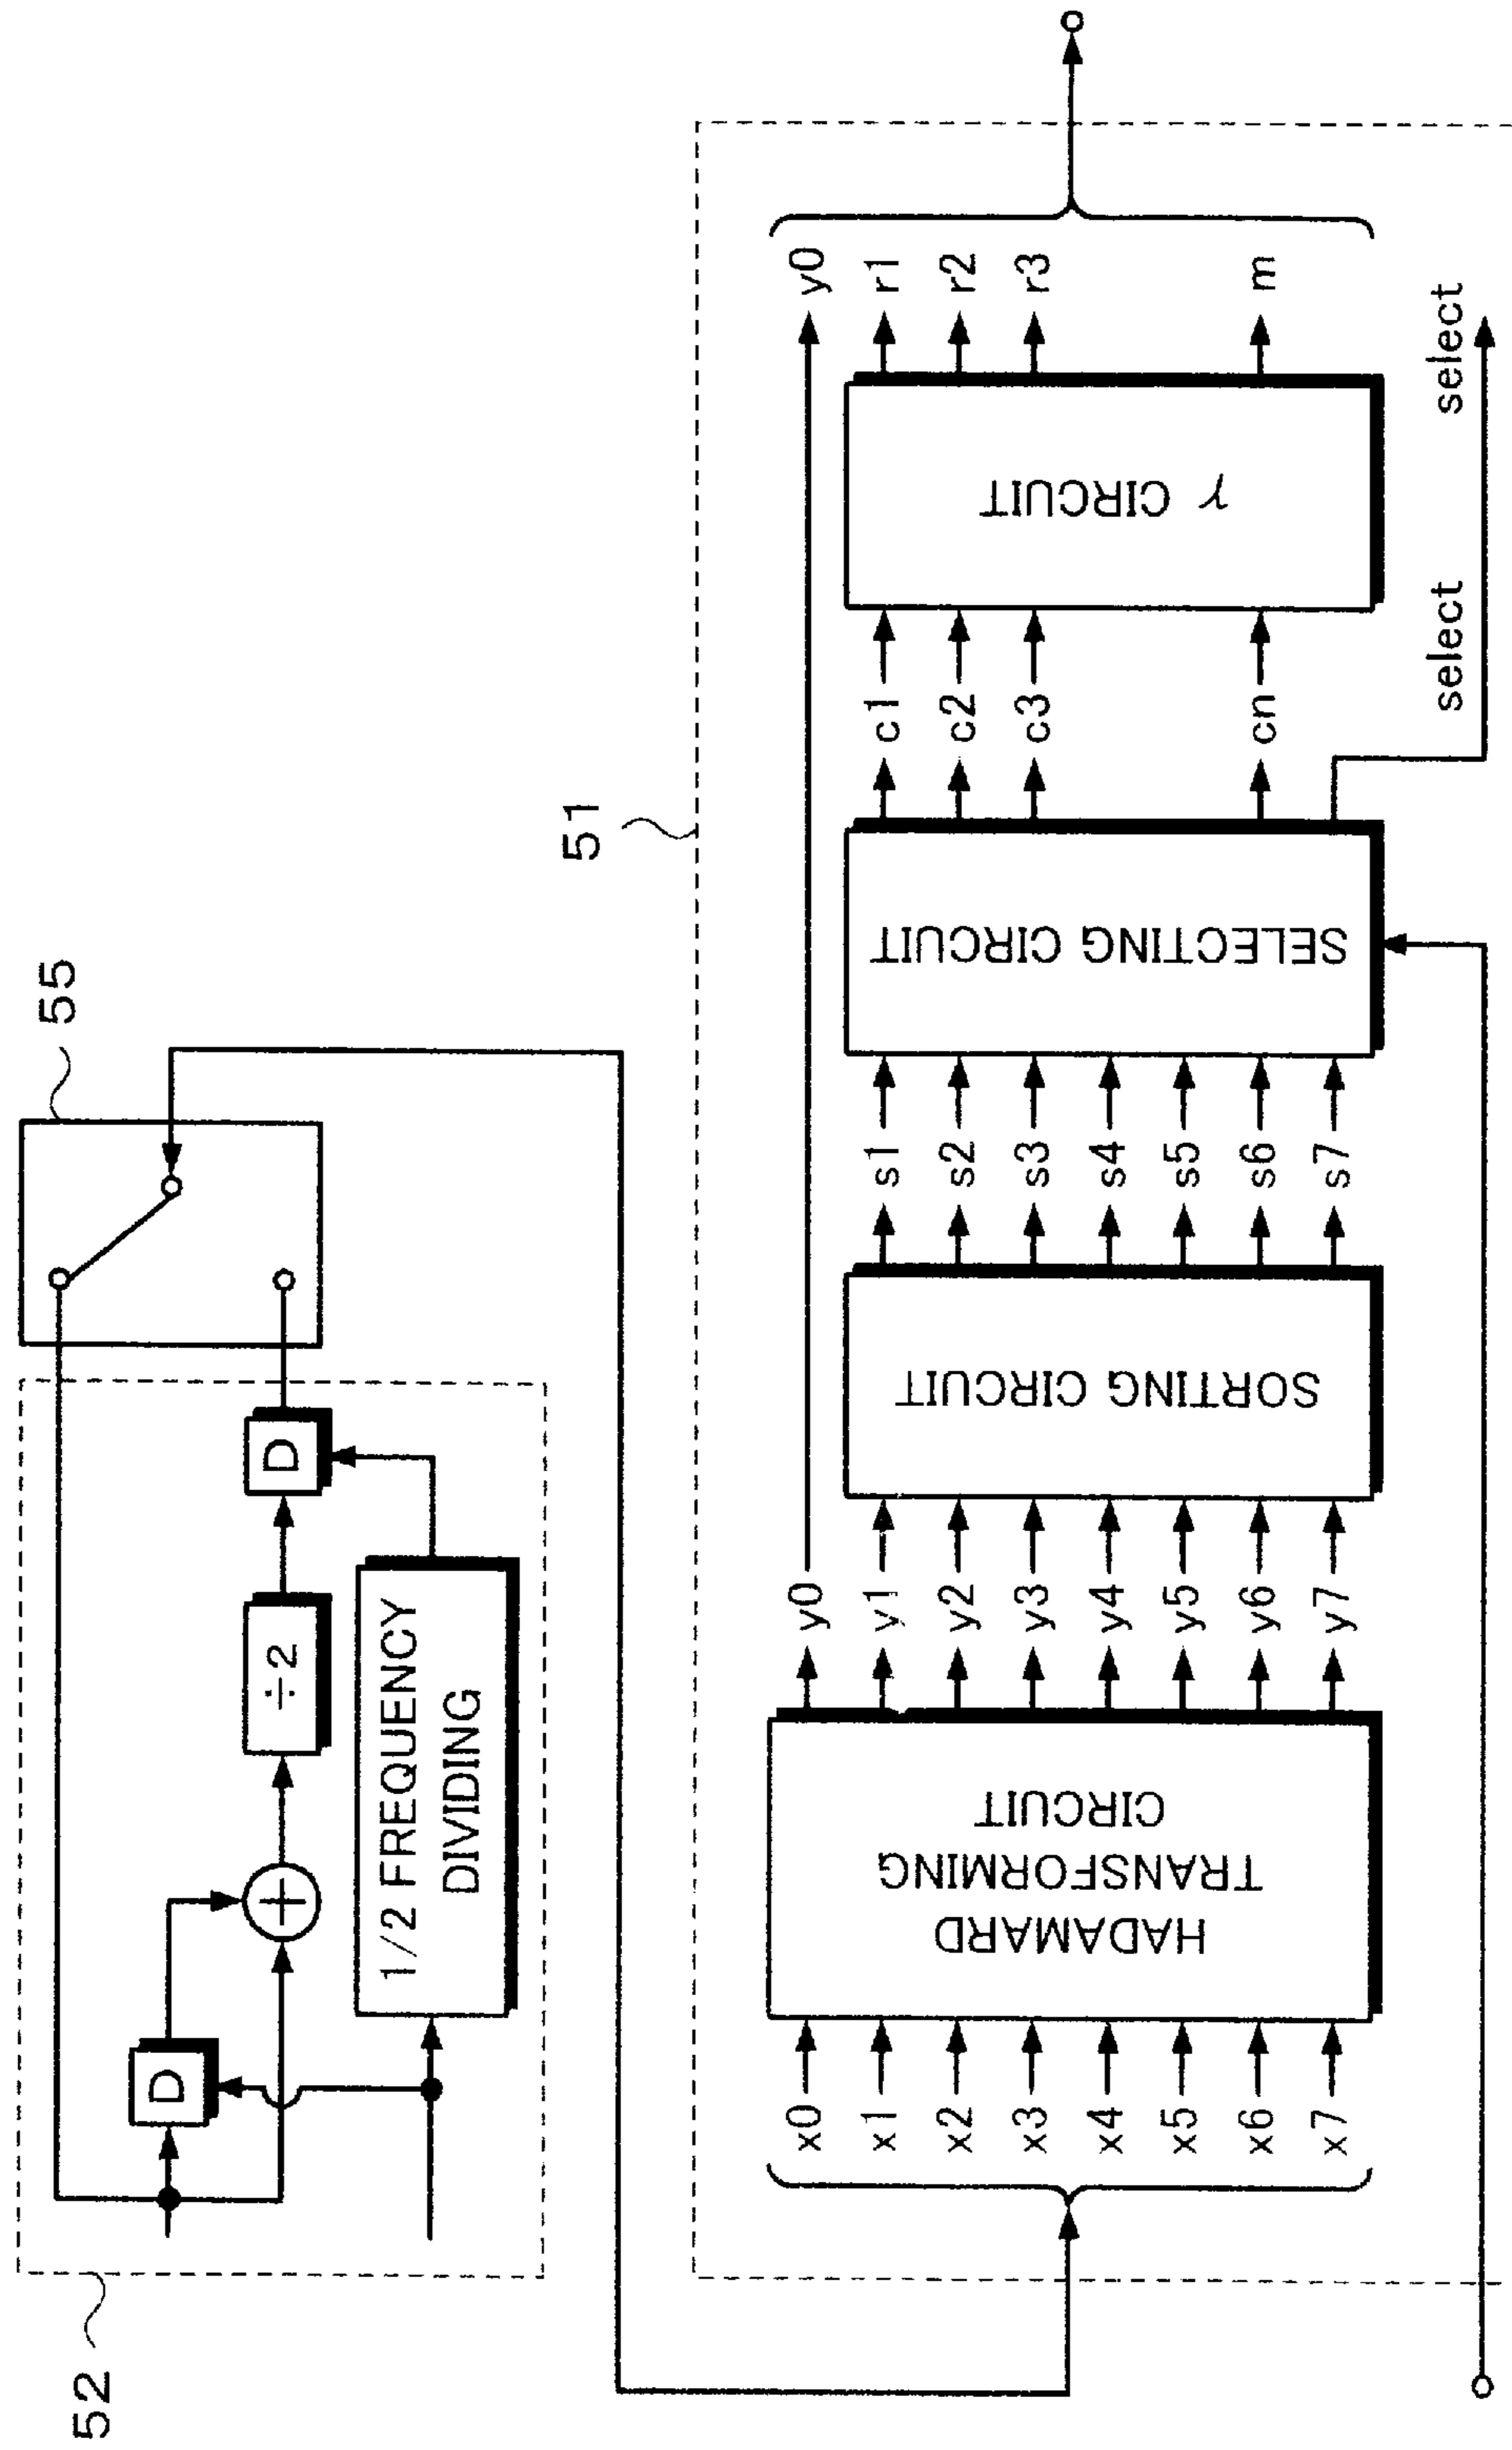 52
D
÷2
D
1/2 FREQUENCY
DIVIDING
55
51
x0
x1
x2
x3
x4
x5
x6
x7
HADAMARD
TRANSFORMING
CIRCUIT
y0
y1
y2
y3
y4
y5
y6
y7
SORTING CIRCUIT
s1
s2
s3
s4
s5
s6
s7
SELECTING CIRCUIT
c1
c2
c3
cn
select
γ CIRCUIT
y0
r1
r2
r3
m
select